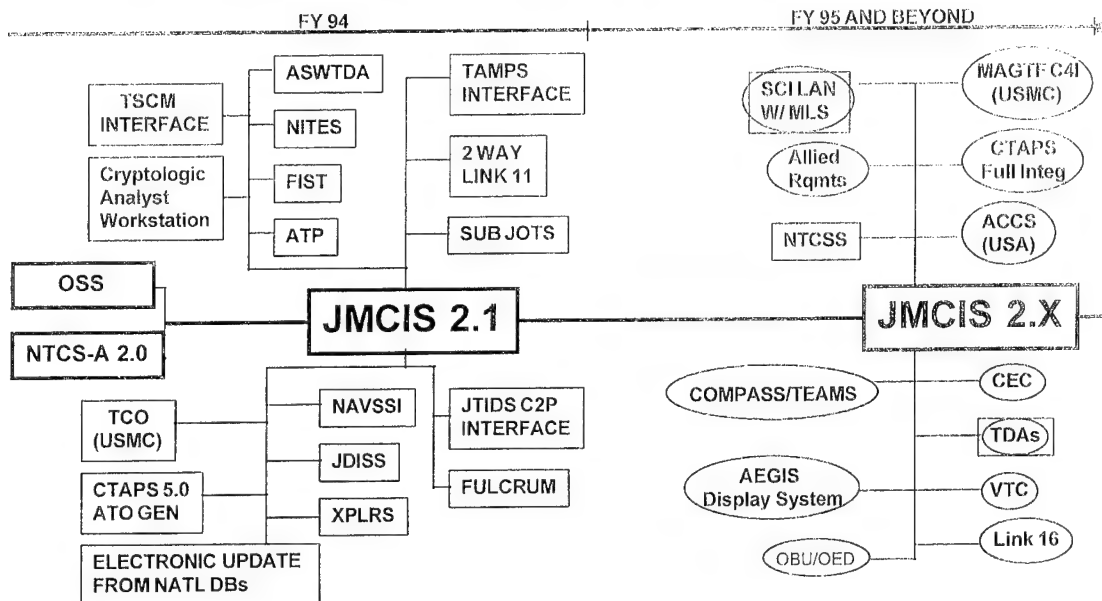 FY 94
FY 95 AND BEYOND
TSCM
INTERFACE
Cryptologic
Analyst
Workstation
ASWTDA
NITES
FIST
ATP
TAMPS
INTERFACE
2 WAY
LINK 11
SUB JOTS
OSS
NTCS-A 2.0
JMCIS 2.1
TCO
(USMC)
CTAPS 5.0
ATO GEN
ELECTRONIC UPDATE
FROM NATL DBs
NAVSSI
JDISS
XPLRS
JTIDS C2P
INTERFACE
FULCRUM
SCI LAN
W/ MLS
Allied
Rqmts
NTCSS
MAGTF C4I
(USMC)
CTAPS
Full Integ
ACCS
(USA)
JMCIS 2.X
COMPASS/TEAMS
AEGIS
Display System
OBU/OED
CEC
TDAs
VTC
Link 16